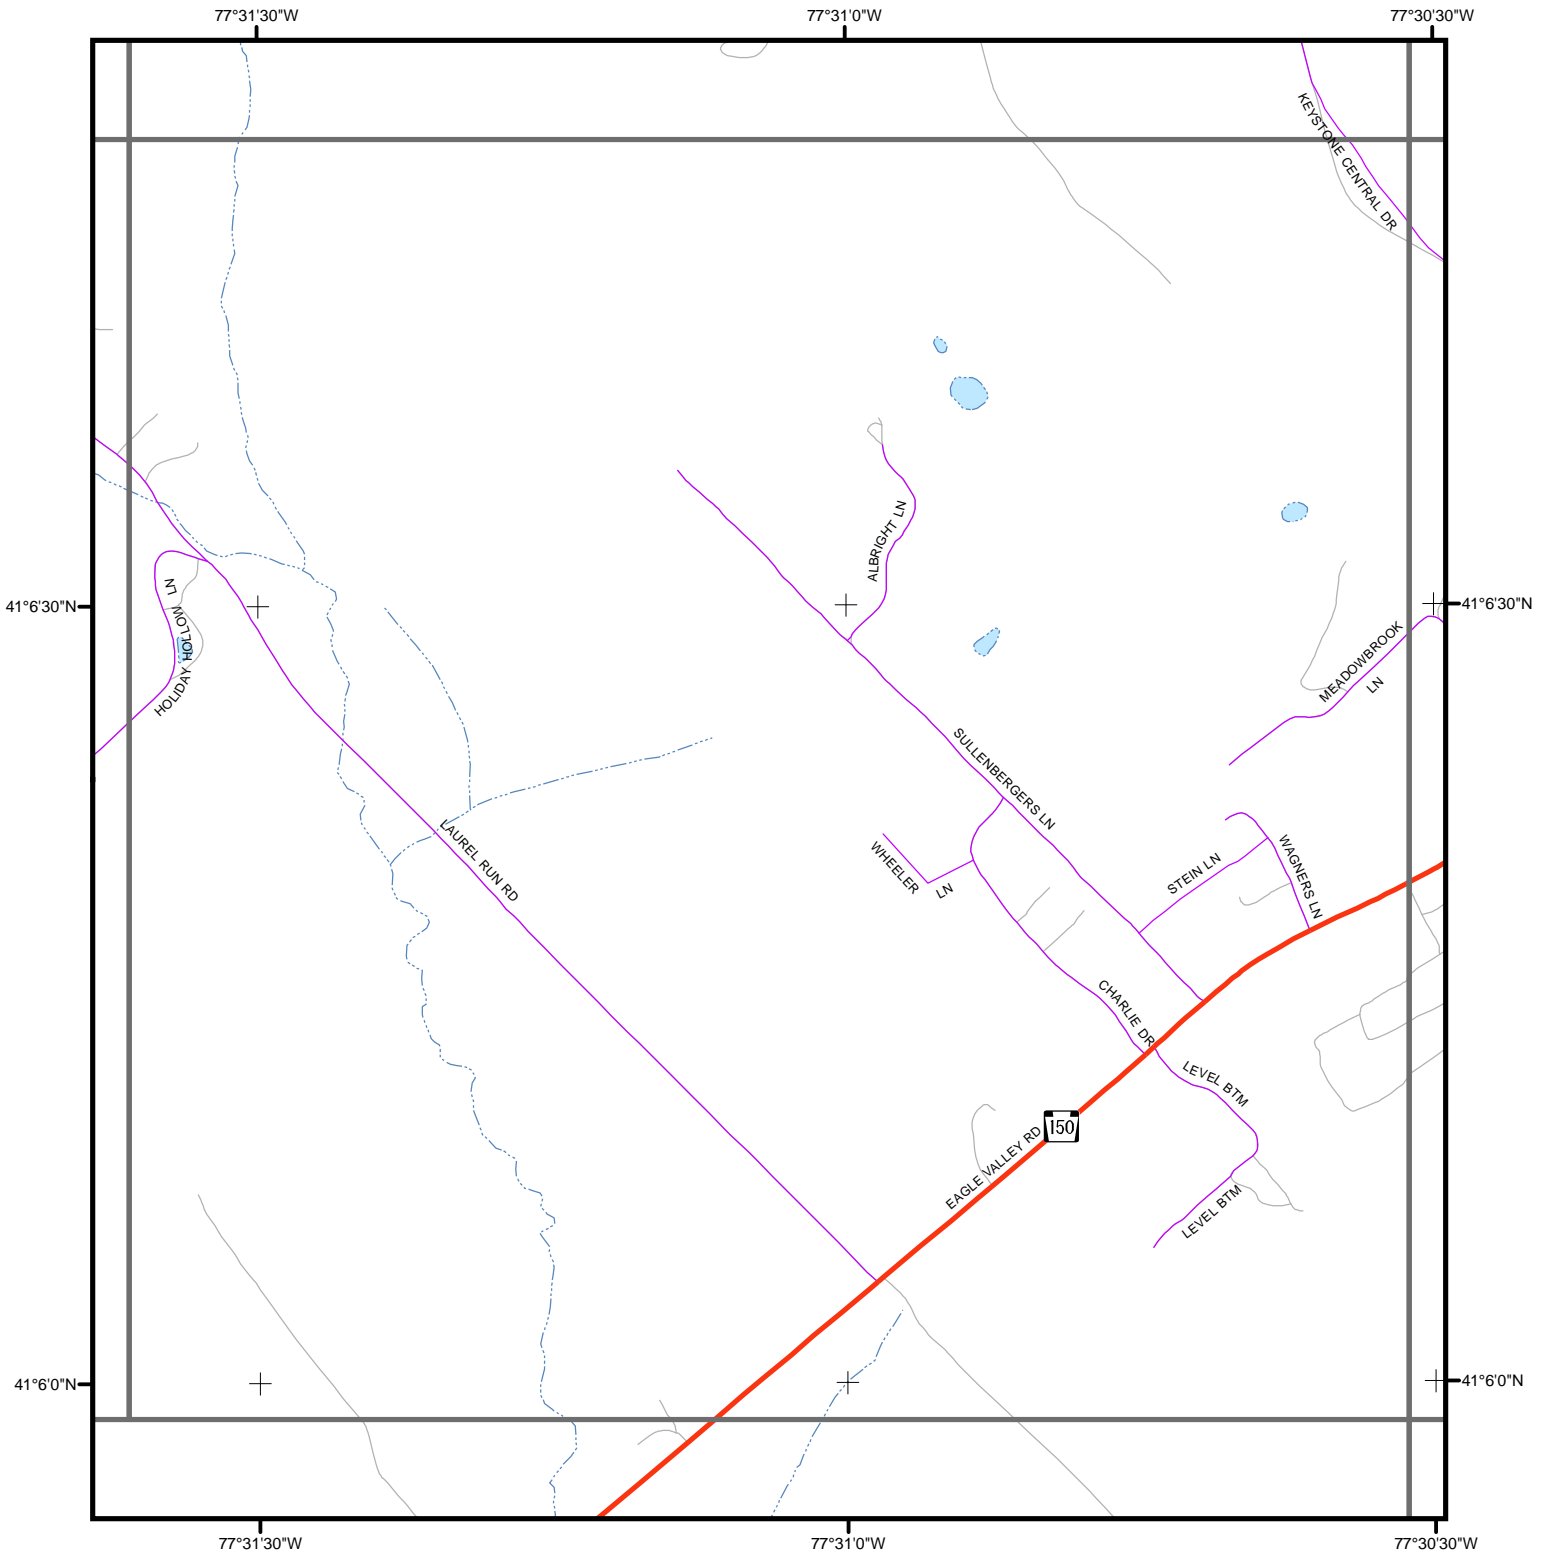 77°31'30"W
77°31'0"W
77°30'30"W
KEYSTONE CENTRAL DR
ALBRIGHT LN
HOLIDAY HOLLOW LN
41°6'30"N
41°6'30"N
MEADOWBROOK
LN
SULLENBERGERS LN
LAUREL RUN RD
WHEELER
LN
STEIN LN
WAGNERS LN
CHARLIE DR
LEVEL BTM
150
EAGLE VALLEY RD
LEVEL BTM
41°6'0"N
41°6'0"N
77°31'30"W
77°31'0"W
77°30'30"W